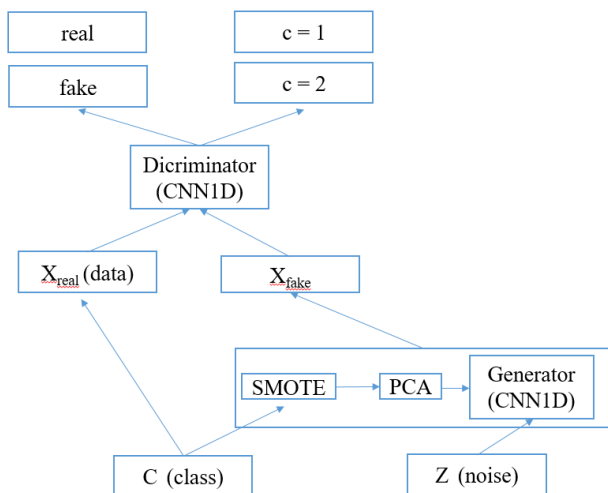 real
c = 1
fake
c = 2
Dicriminator
(CNN1D)
Xreal (data)
Xfake
SMOTE
PCA
Generator
(CNN1D)
C (class)
Z (noise)